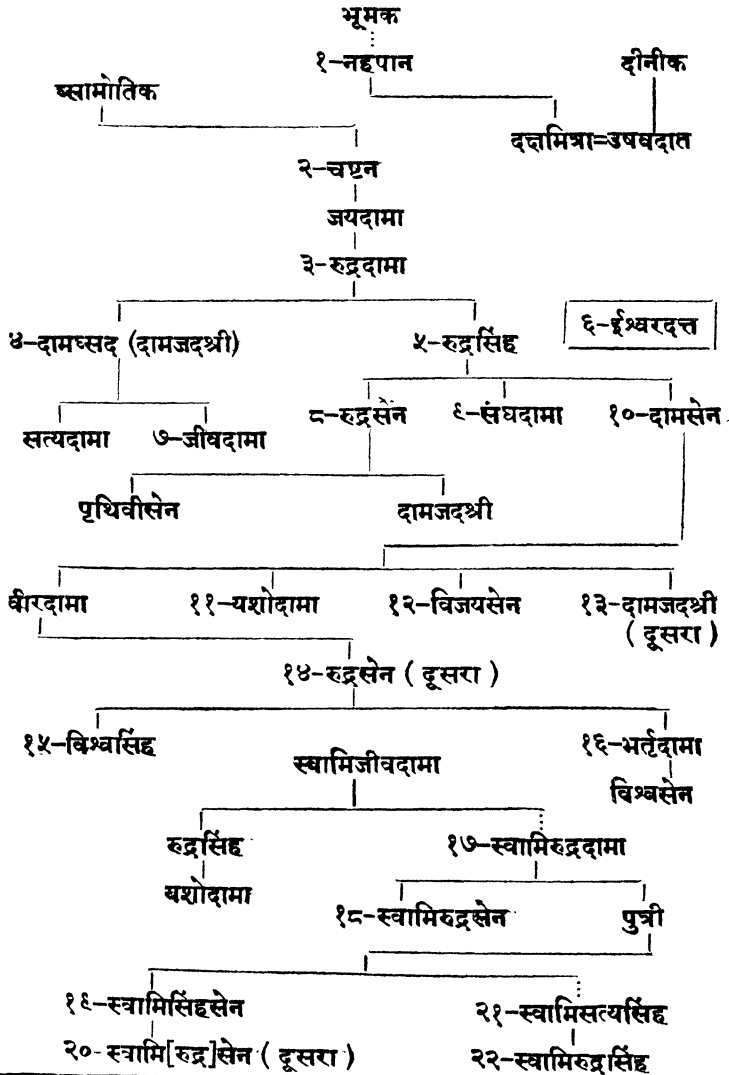 भूमक
१-नहपान दीनीक
घ्सामोतिक
दक्षमित्रा=उषवदात
२-चष्टन
जयदामा
३-रुद्रदामा
६-ईश्वरदत्त
४-दामघ्सद (दामजदश्री) ५-रुद्रसिंह
८-रुद्रसेन ९-संघदामा १०-दामसेन
सत्यदामा ७-जीवदामा
पृथिवीसेन दामजदश्री
वीरदामा ११-यशोदामा १२-विजयसेन १३-दामजदश्री
( दूसरा )
१४-रुद्रसेन ( दूसरा )
१५-विश्वसिंह १६-भर्तृदामा
स्वामिजीवदामा
विश्वसेन
रुद्रसिंह १७-स्वामिरुद्रदामा
यशोदामा
१८-स्वामिरुद्रसेन पुत्री
१९-स्वामिसिंहसेन २१-स्वामिसत्यसिंह
२०-स्वामि[रुद्र]सेन ( दूसरा ) २२-स्वामिरुद्रसिंह